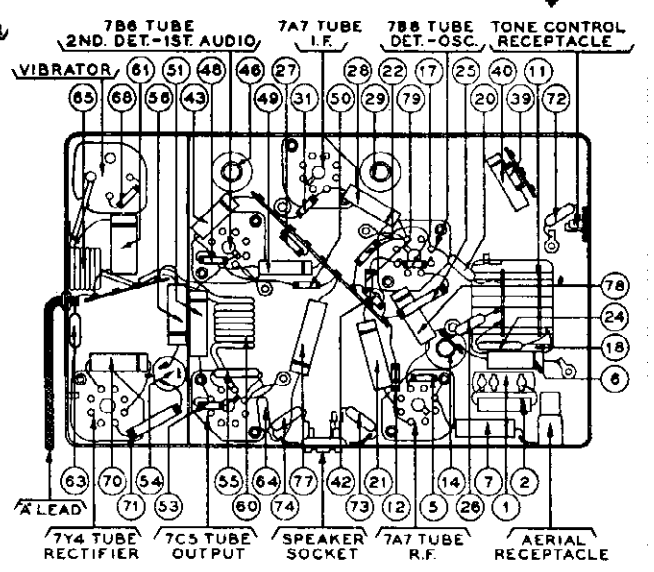 7B6 TUBE
2ND. DET.-1ST. AUDIO
7A7 TUBE
I.F.
7B8 TUBE
DET.-OSC.
TONE CONTROL
RECEPTACLE
VIBRATOR
61 51 48 46 27 50 28 22 17 25 40 11
65 68 56 43 49 31 29 79 20 39 72
78
24
18
6
63 70 54 55 64 77 42 21 12 5 14 26 7 1 2
71 53 60 74 73
"A" LEAD
7Y4 TUBE
RECTIFIER
7C5 TUBE
OUTPUT
SPEAKER
SOCKET
7A7 TUBE
R.F.
AERIAL
RECEPTACLE